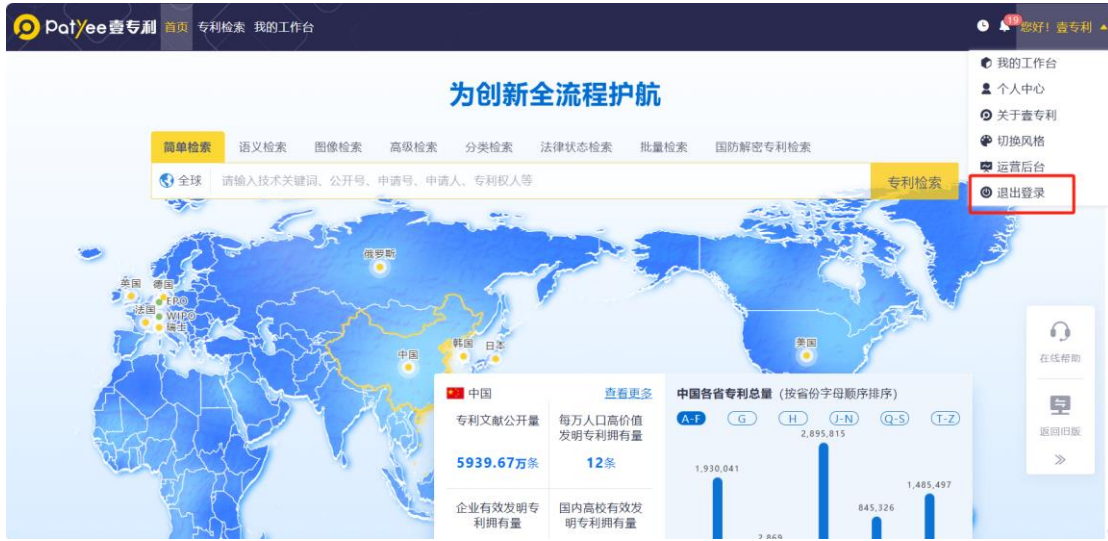 PatYee壹专利 首页 专利检索 我的工作台 19 您好！壹专利
我的工作台
个人中心
关于壹专利
切换风格
运营后台
退出登录
为创新全流程护航
简单检索 语义检索 图像检索 高级检索 分类检索 法律状态检索 批量检索 国防解密专利检索
全球 请输入技术关键词、公开号、申请号、申请人、专利权人等 专利检索
俄罗斯
英国 德国
EPO
法国 WIPO
瑞士
中国
韩国 日本
美国
在线帮助
返回旧版
中国 查看更多
专利文献公开量
5939.67万条
每万人口高价值
发明专利拥有量
12条
企业有效发明专
利拥有量
国内高校有效发
明专利拥有量
中国各省专利总量（按省份字母顺序排序）
A-F G H J-N Q-S T-Z
2,895,815
1,930,041
1,485,497
845,326
2,869